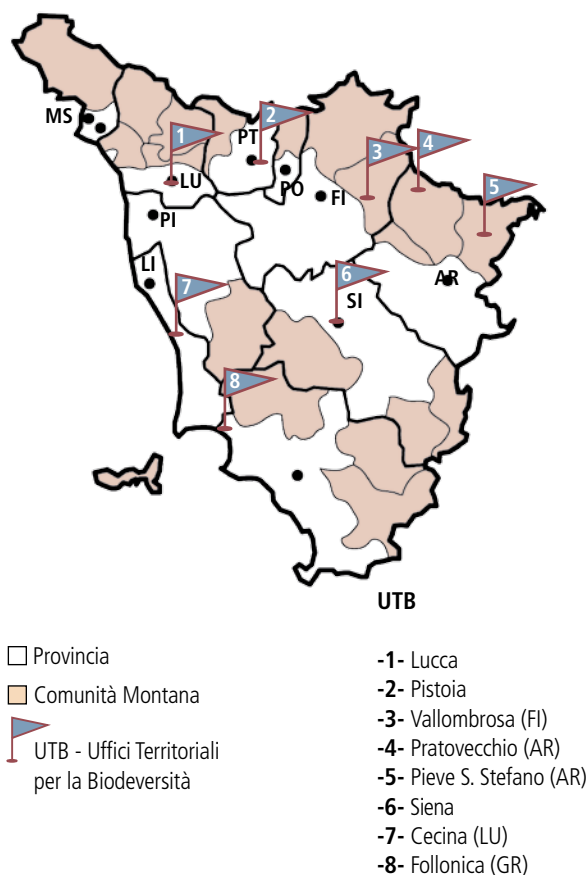 MS
1
2
PT
3
4
5
LU
PO
FI
PI
LI
7
6
SI
AR
8
UTB
Provincia
Comunità Montana
UTB - Uffici Territoriali
per la Biodeversità
-1- Lucca
-2- Pistoia
-3- Vallombrosa (FI)
-4- Pratovecchio (AR)
-5- Pieve S. Stefano (AR)
-6- Siena
-7- Cecina (LU)
-8- Follonica (GR)